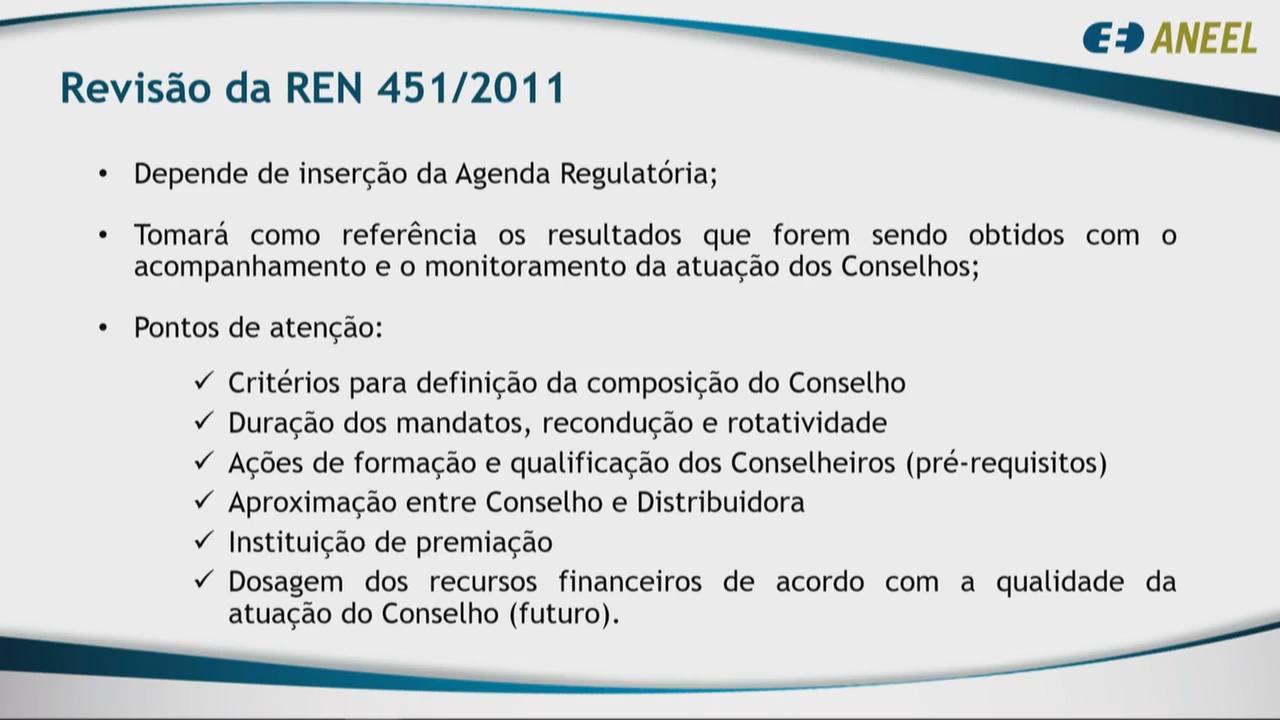 ANEEL
Revisão da REN 451/2011
• Depende de inserção da Agenda Regulatória;
• Tomará como referência os resultados que forem sendo obtidos com o
acompanhamento e o monitoramento da atuação dos Conselhos;
• Pontos de atenção:
✓ Critérios para definição da composição do Conselho
✓ Duração dos mandatos, recondução e rotatividade
✓ Ações de formação e qualificação dos Conselheiros (pré-requisitos)
✓ Aproximação entre Conselho e Distribuidora
✓ Instituição de premiação
✓ Dosagem dos recursos financeiros de acordo com a qualidade da
atuação do Conselho (futuro).